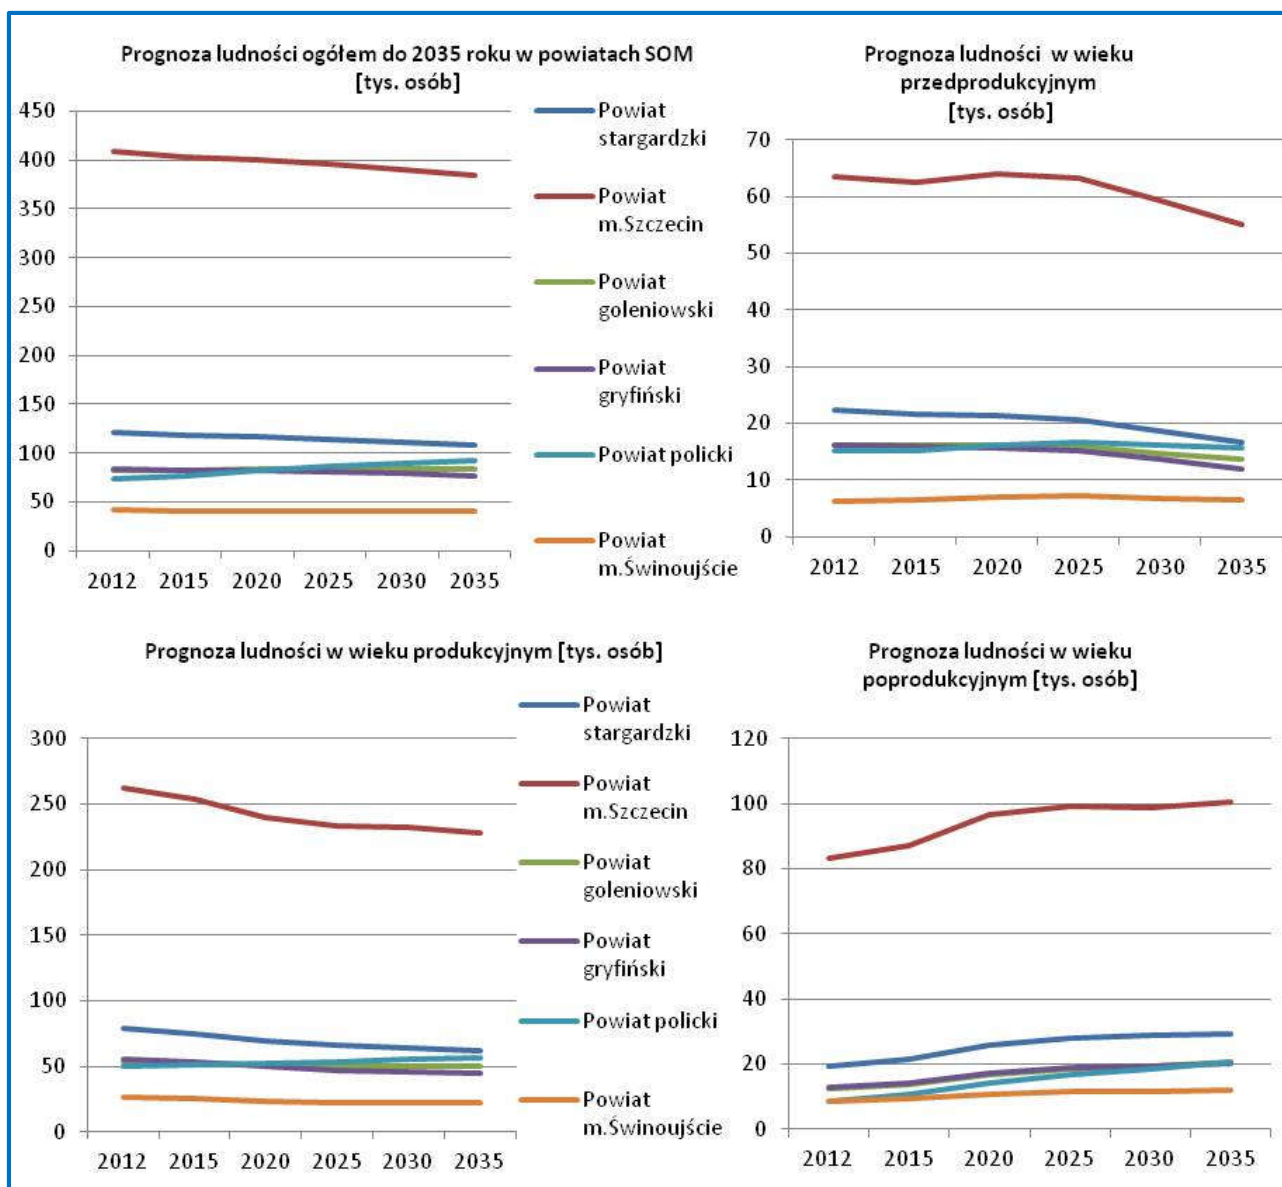 Prognoza ludności ogółem do 2035 roku w powiatach SOM
[tys. osób]
450
400
350
300
250
200
150
100
50
0
2012 2015 2020 2025 2030 2035
Powiat
stargardzki
Powiat
m.Szczecin
Powiat
goleniowski
Powiat
gryfiński
Powiat policki
Powiat
m.Świnoujście
Prognoza ludności w wieku
przedprodukcyjnym
[tys. osób]
70
60
50
40
30
20
10
0
2012 2015 2020 2025 2030 2035
Prognoza ludności w wieku produkcyjnym [tys. osób]
300
250
200
150
100
50
0
2012 2015 2020 2025 2030 2035
Powiat
stargardzki
Powiat
m.Szczecin
Powiat
goleniowski
Powiat
gryfiński
Powiat policki
Powiat
m.Świnoujście
Prognoza ludności w wieku
poprodukcyjnym [tys. osób]
120
100
80
60
40
20
0
2012 2015 2020 2025 2030 2035